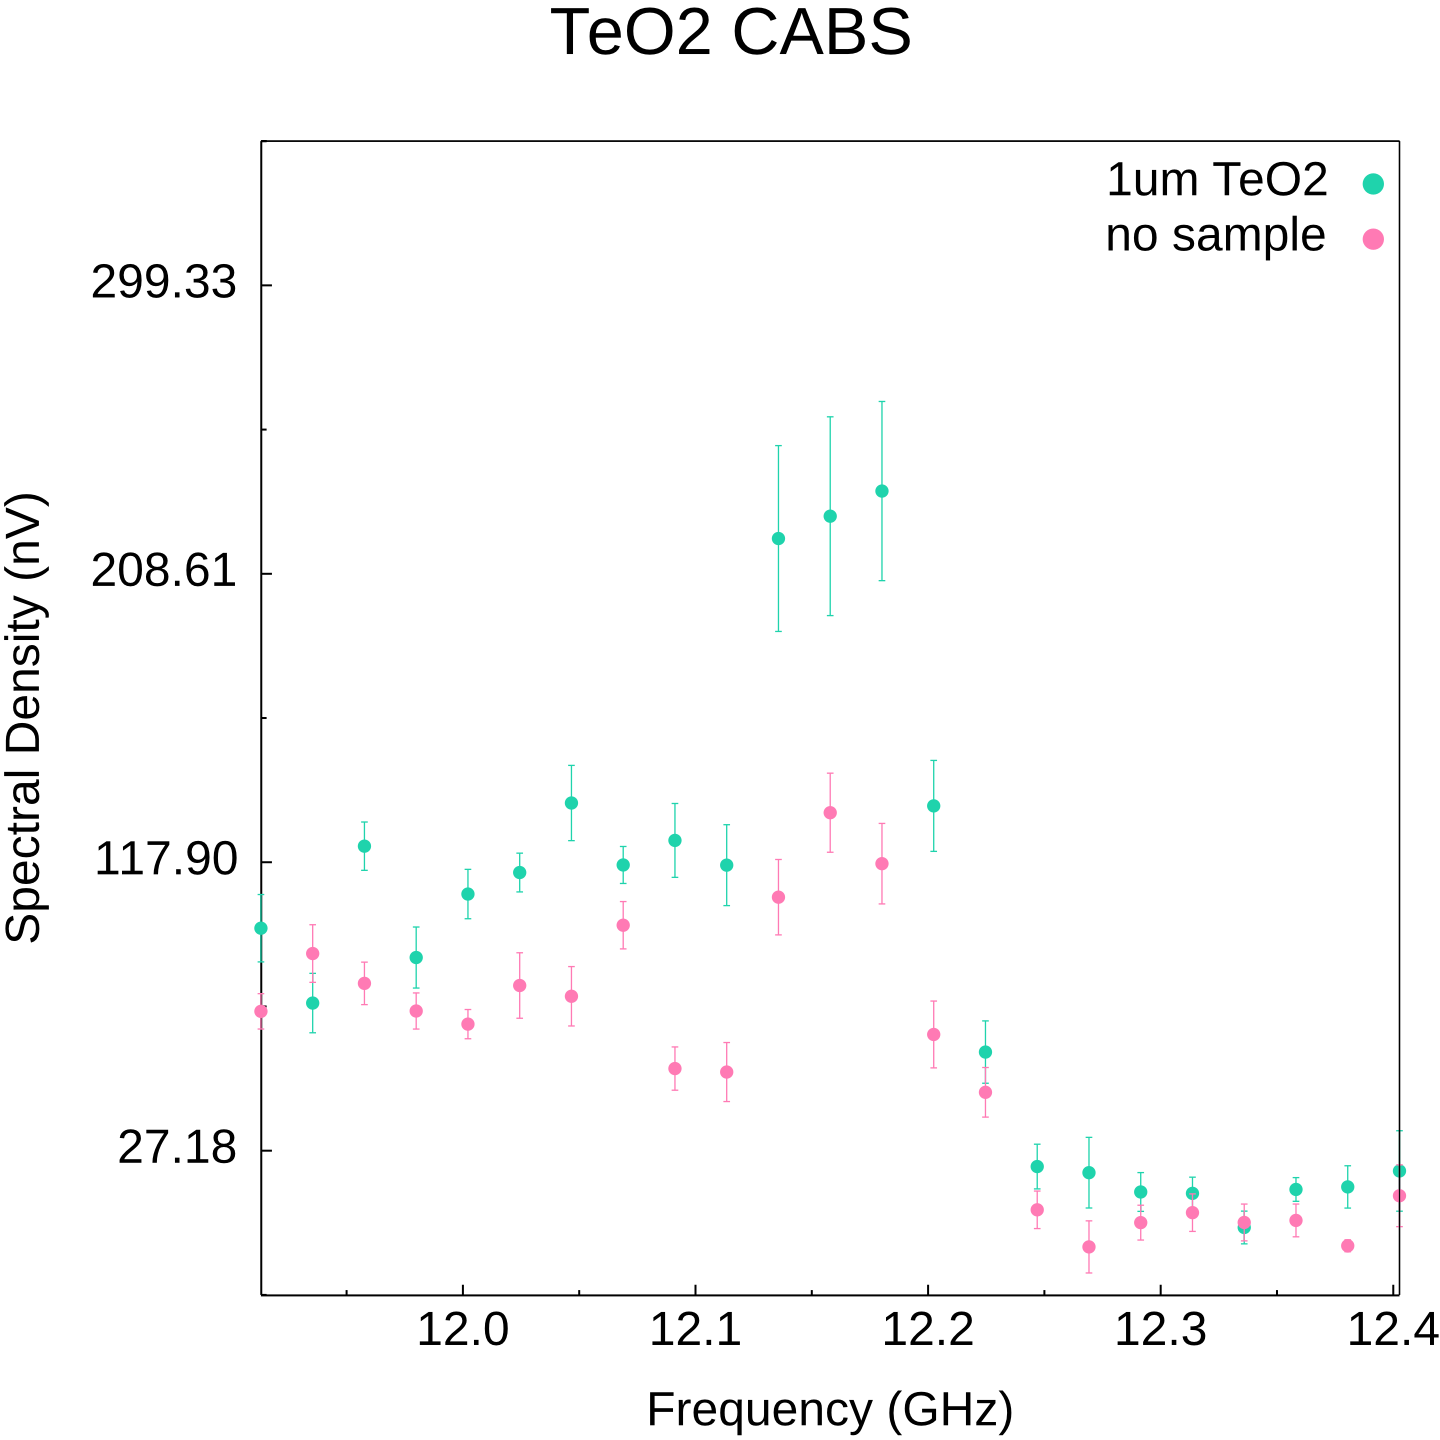 TeO2 CABS
1um TeO2
no sample
299.33
208.61
117.90
27.18
Spectral Density (nV)
12.0 12.1 12.2 12.3 12.4
Frequency (GHz)